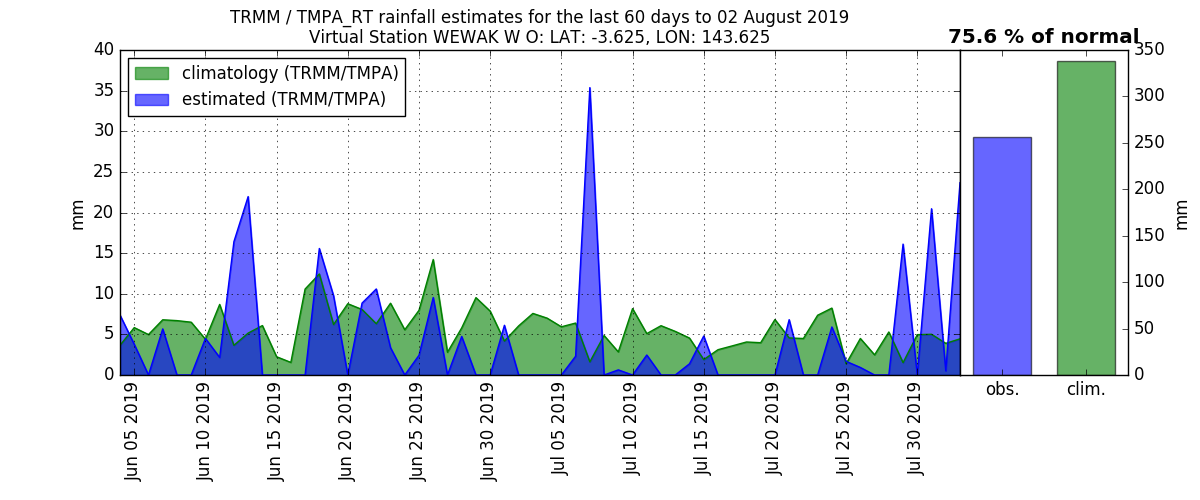 TRMM / TMPA_RT rainfall estimates for the last 60 days to 02 August 2019
Virtual Station WEWAK W O: LAT: -3.625, LON: 143.625
75.6 % of normal
climatology (TRMM/TMPA)
estimated (TRMM/TMPA)
mm
40
35
30
25
20
15
10
5
0
Jun 05 2019
Jun 10 2019
Jun 15 2019
Jun 20 2019
Jun 25 2019
Jun 30 2019
Jul 05 2019
Jul 10 2019
Jul 15 2019
Jul 20 2019
Jul 25 2019
Jul 30 2019
obs.
clim.
350
300
250
200
150
100
50
0
mm